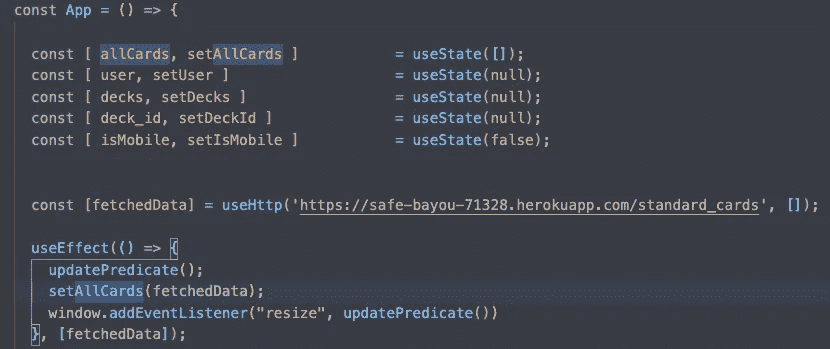 const App = () => {
const [ allCards, setAllCards ] = useState([]);
const [ user, setUser ] = useState(null);
const [ decks, setDecks ] = useState(null);
const [ deck_id, setDeckId ] = useState(null);
const [ isMobile, setIsMobile ] = useState(false);
const [fetchedData] = useHttp('https://safe-bayou-71328.herokuapp.com/standard_cards', []);
useEffect(() => {
updatePredicate();
setAllCards(fetchedData);
window.addEventListener("resize", updatePredicate())
}, [fetchedData]);